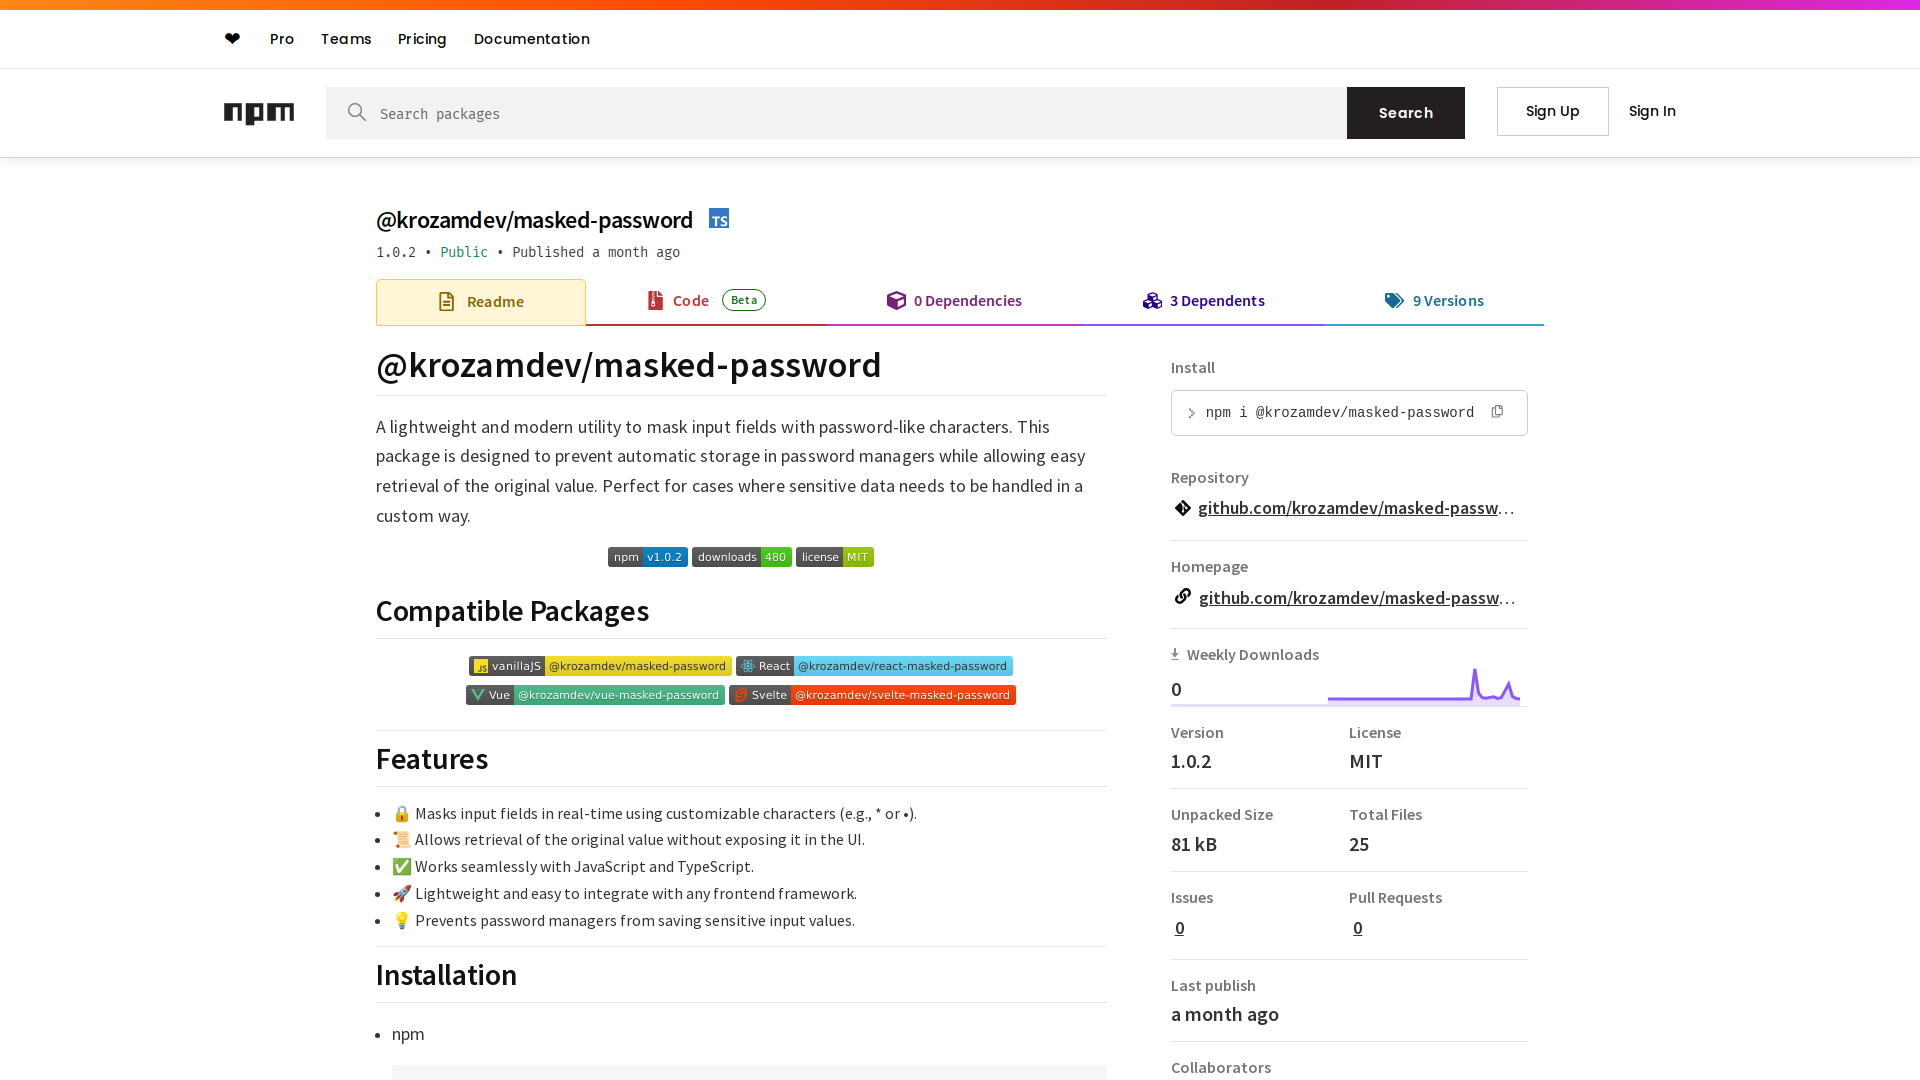 ❤ Pro Teams Pricing Documentation
npm Search packages Search Sign Up Sign In
@krozamdev/masked-password TS
1.0.2 • Public • Published a month ago
Readme
Code Beta
0 Dependencies
3 Dependents
9 Versions
@krozamdev/masked-password
A lightweight and modern utility to mask input fields with password-like characters. This
package is designed to prevent automatic storage in password managers while allowing easy
retrieval of the original value. Perfect for cases where sensitive data needs to be handled in a
custom way.
npm v1.0.2 downloads 480 license MIT
Compatible Packages
JS vanillaJS @krozamdev/masked-password React @krozamdev/react-masked-password
Vue @krozamdev/vue-masked-password Svelte @krozamdev/svelte-masked-password
Features
• 🔒 Masks input fields in real-time using customizable characters (e.g., * or •).
• 📜 Allows retrieval of the original value without exposing it in the UI.
• ✅ Works seamlessly with JavaScript and TypeScript.
• 🚀 Lightweight and easy to integrate with any frontend framework.
• 💡 Prevents password managers from saving sensitive input values.
Installation
• npm
Install
npm i @krozamdev/masked-password
Repository
github.com/krozamdev/masked-passw…
Homepage
github.com/krozamdev/masked-passw…
Weekly Downloads
0
Version
1.0.2
License
MIT
Unpacked Size
81 kB
Total Files
25
Issues
0
Pull Requests
0
Last publish
a month ago
Collaborators